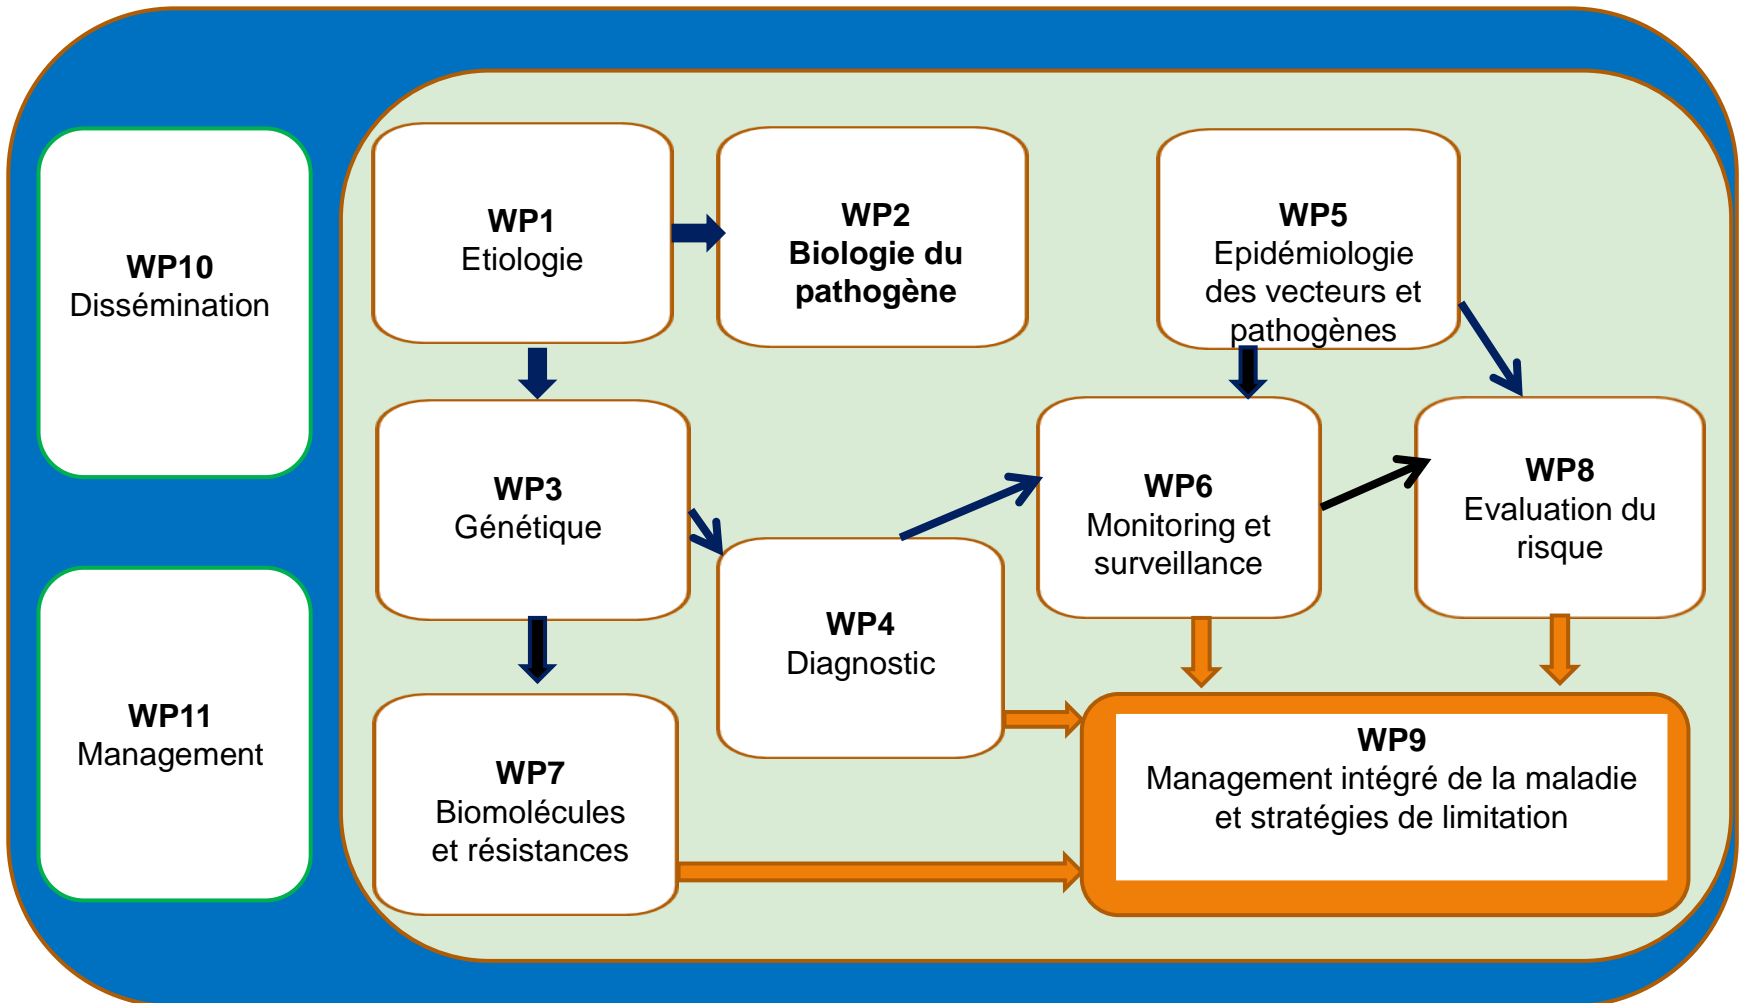 WP10
Dissémination
WP11
Management
WP1
Etiologie
WP2
Biologie du
pathogène
WP5
Epidémiologie
des vecteurs et
pathogènes
WP3
Génétique
WP4
Diagnostic
WP6
Monitoring et
surveillance
WP8
Evaluation du
risque
WP7
Biomolécules
et résistances
WP9
Management intégré de la maladie
et stratégies de limitation